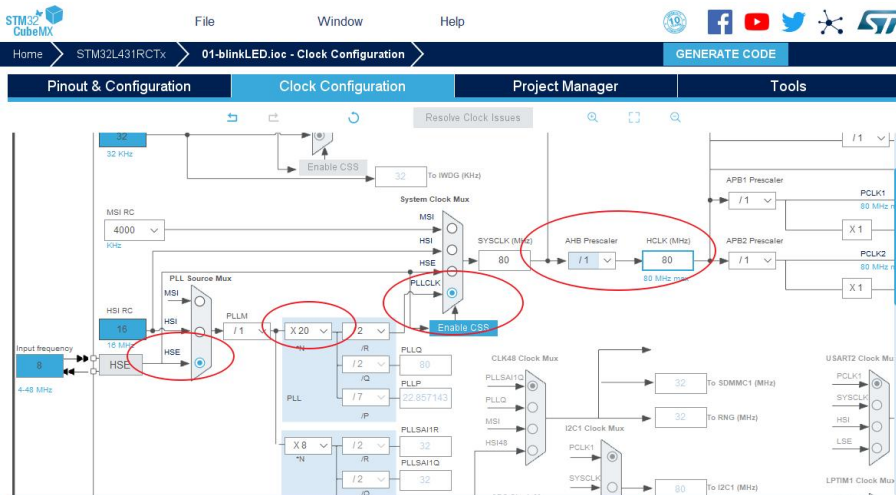 STM32
CubeMX
File
Window
Help
10
Home
STM32L431RCTx
01-blinkLED.ioc - Clock Configuration
GENERATE CODE
Pinout & Configuration
Clock Configuration
Project Manager
Tools
Resolve Clock Issues
32
32 KHz
Enable CSS
32
To IWDG (KHz)
/ 1
System Clock Mux
APB1 Prescaler
/ 1
PCLK1
80 MHz m
X 1
MSI RC
4000
KHz
MSI
HSI
HSE
PLLCLK
SYSCLK (MHz)
80
AHB Prescaler
/ 1
HCLK (MHz)
80
80 MHz max
APB2 Prescaler
/ 1
PCLK2
80 MHz m
X 1
Enable CSS
PLL Source Mux
MSI
HSI
HSE
HSI RC
16
16 MHz
PLLM
/ 1
X 20
*N
/ 2
/R
Input frequency
8
4-48 MHz
HSE
PLL
/ 2
/Q
PLLQ
80
/ 7
/P
PLLP
22.857143
X 8
*N
/ 2
/R
PLLSAI1R
32
/ 2
/Q
PLLSAI1Q
32
CLK48 Clock Mux
PLLSAI1Q
PLLQ
MSI
HSI48
32
To SDMMC1 (MHz)
32
To RNG (MHz)
I2C1 Clock Mux
PCLK1
SYSCLK
80
To I2C1 (MHz)
USART2 Clock Mu
PCLK1
SYSCLK
HSI
LSE
LPTIM1 Clock Mux